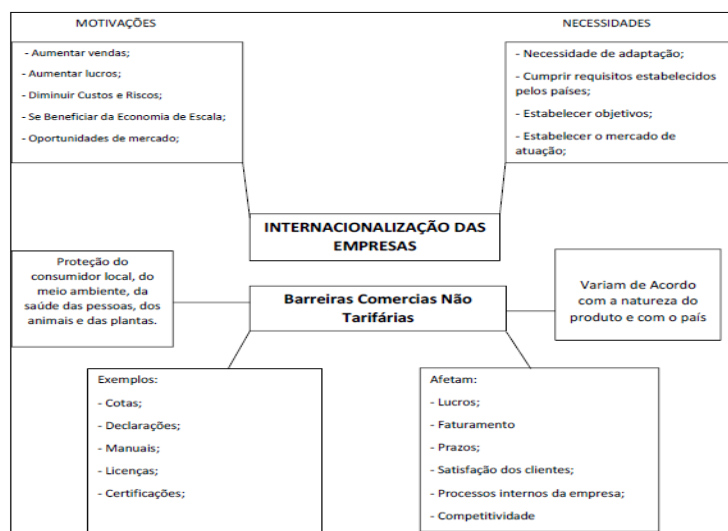 MOTIVAÇÕES
- Aumentar vendas;
- Aumentar lucros;
- Diminuir Custos e Riscos;
- Se Beneficiar da Economia de Escala;
- Oportunidades de mercado;
NECESSIDADES
- Necessidade de adaptação;
- Cumprir requisitos estabelecidos
pelos países;
- Estabelecer objetivos;
- Estabelecer o mercado de
atuação;
INTERNACIONALIZAÇÃO DAS
EMPRESAS
Proteção do
consumidor local, do
meio ambiente, da
saúde das pessoas, dos
animais e das plantas.
Barreiras Comercias Não
Tarifárias
Variam de Acordo
com a natureza do
produto e com o país
Exemplos:
- Cotas;
- Declarações;
- Manuais;
- Licenças;
- Certificações;
Afetam:
- Lucros;
- Faturamento
- Prazos;
- Satisfação dos clientes;
- Processos internos da empresa;
- Competitividade